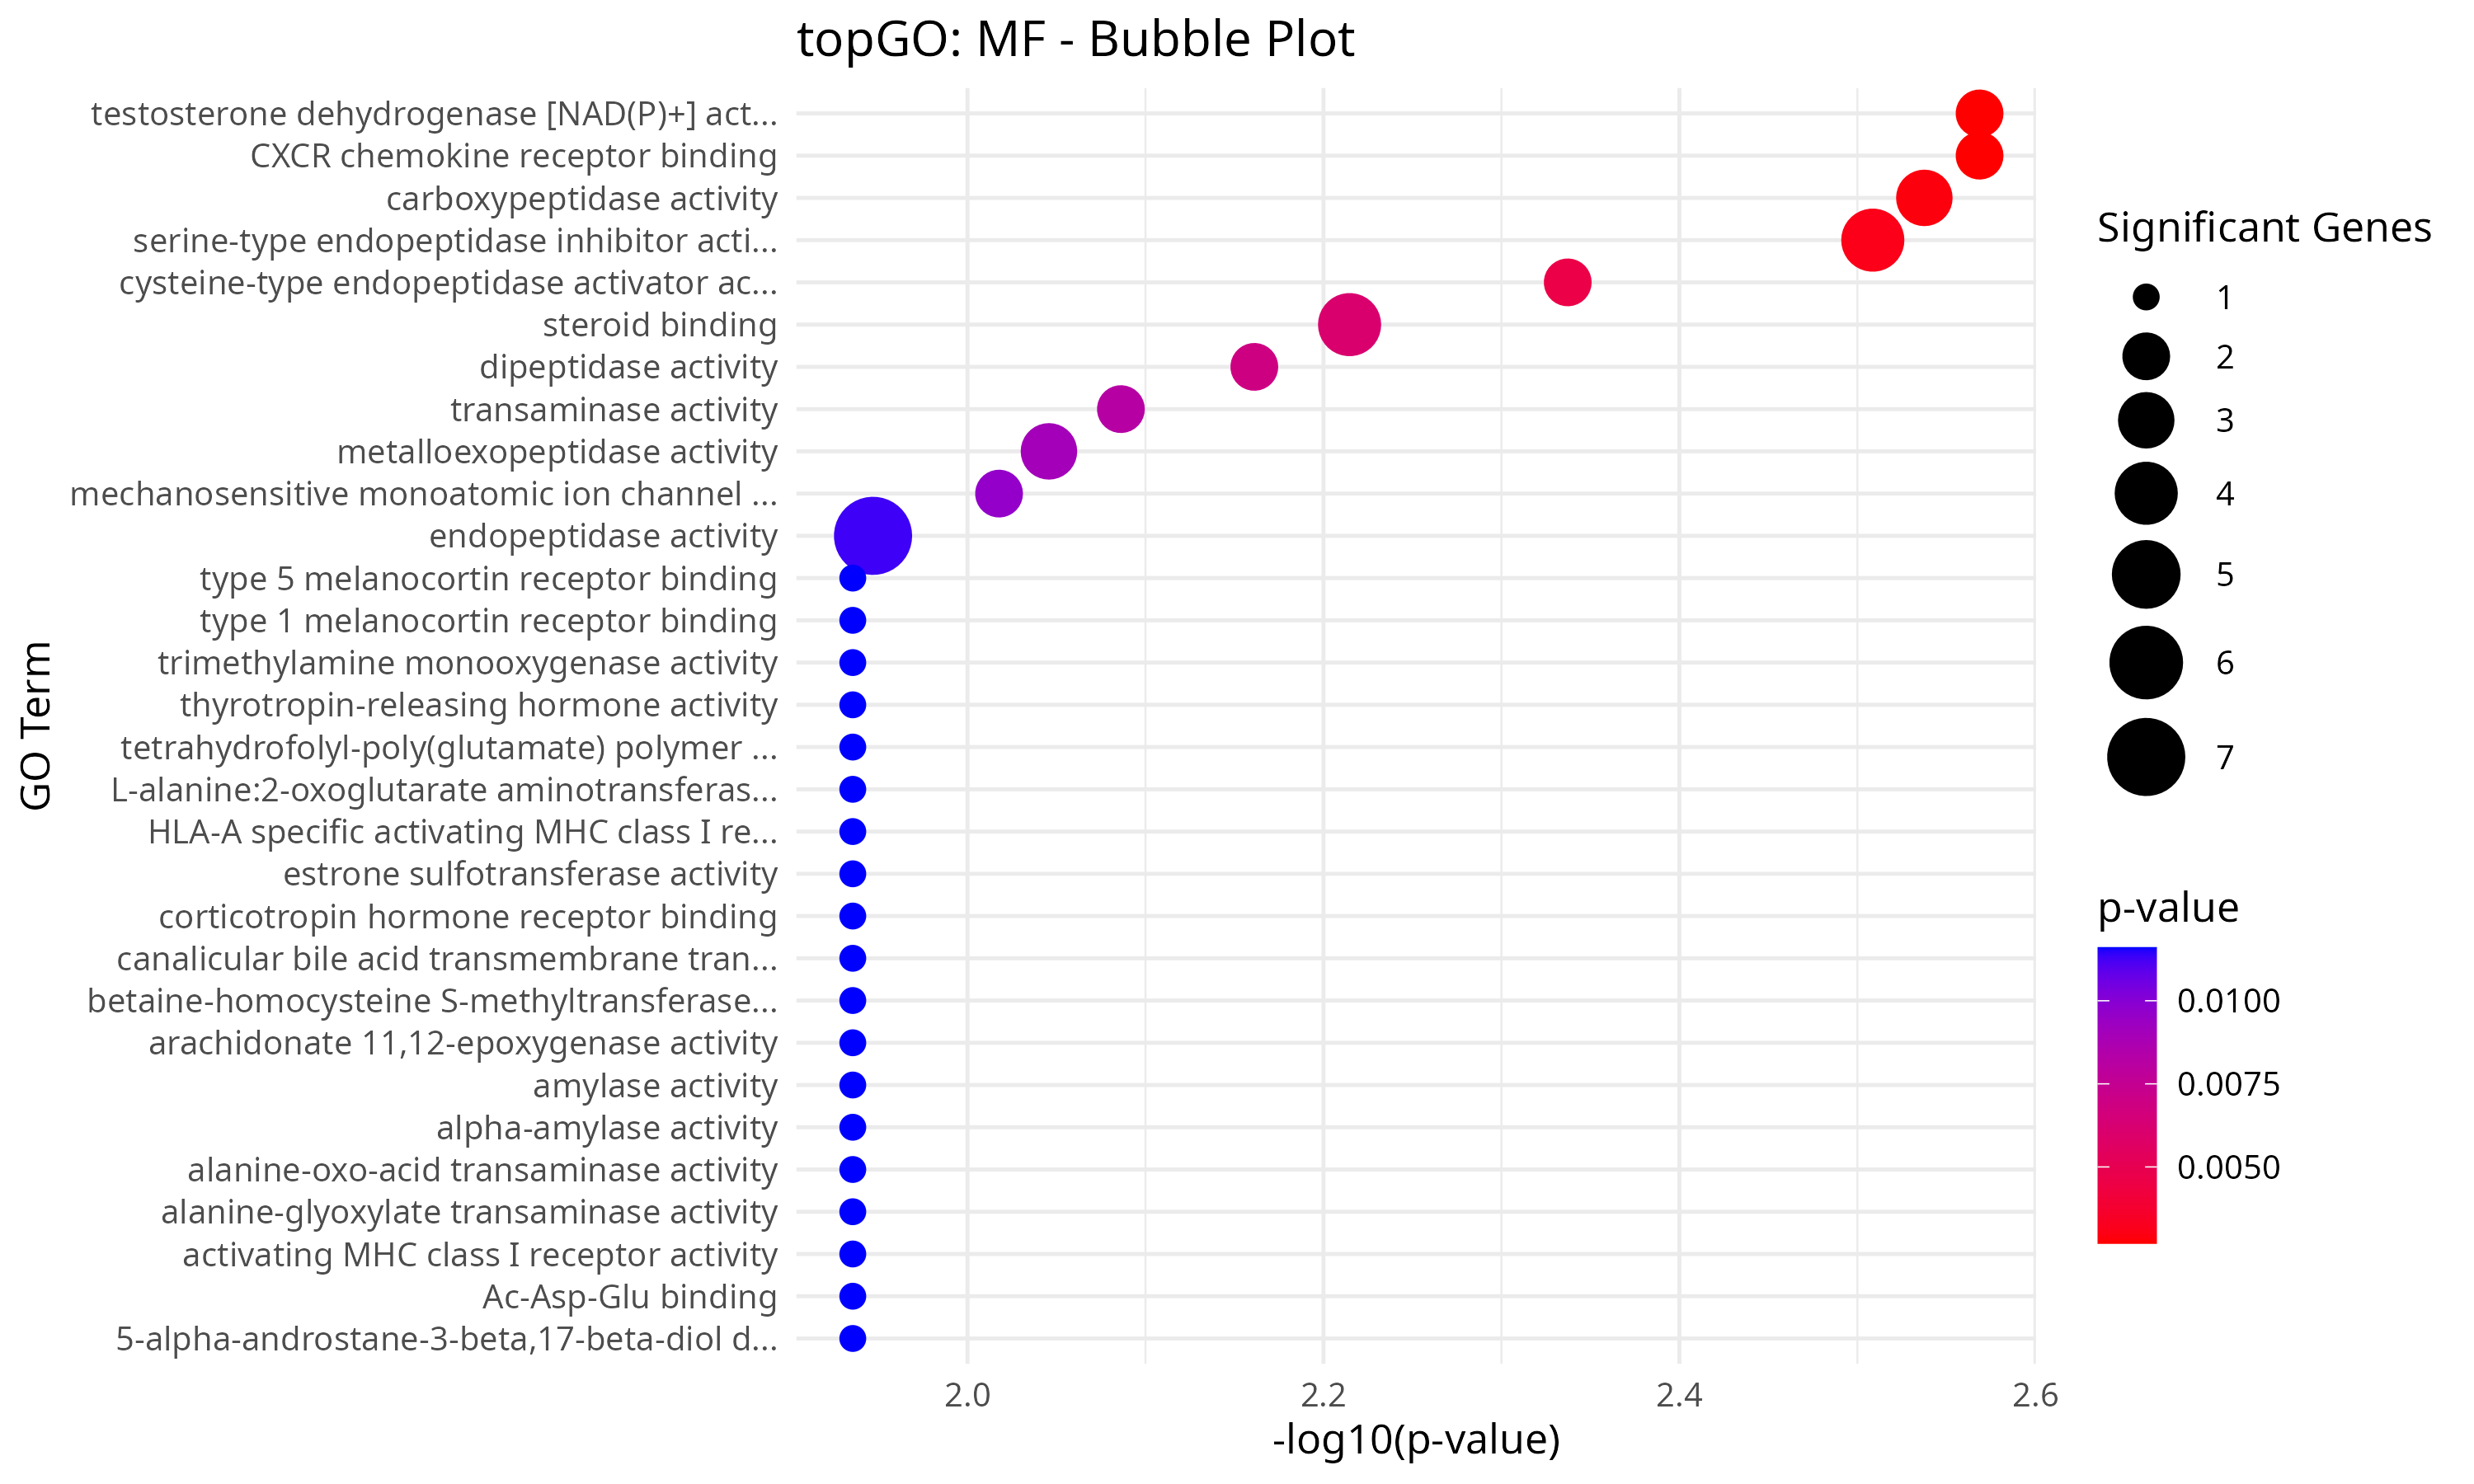 topGO: MF - Bubble Plot
testosterone dehydrogenase [NAD(P)+] act...
CXCR chemokine receptor binding
carboxypeptidase activity
serine-type endopeptidase inhibitor acti...
cysteine-type endopeptidase activator ac...
steroid binding
dipeptidase activity
transaminase activity
metalloexopeptidase activity
mechanosensitive monoatomic ion channel ...
endopeptidase activity
type 5 melanocortin receptor binding
type 1 melanocortin receptor binding
trimethylamine monooxygenase activity
thyrotropin-releasing hormone activity
tetrahydrofolyl-poly(glutamate) polymer ...
L-alanine:2-oxoglutarate aminotransferas...
HLA-A specific activating MHC class I re...
estrone sulfotransferase activity
corticotropin hormone receptor binding
canalicular bile acid transmembrane tran...
betaine-homocysteine S-methyltransferase...
arachidonate 11,12-epoxygenase activity
amylase activity
alpha-amylase activity
alanine-oxo-acid transaminase activity
alanine-glyoxylate transaminase activity
activating MHC class I receptor activity
Ac-Asp-Glu binding
5-alpha-androstane-3-beta,17-beta-diol d...
GO Term
2.0
2.2
2.4
2.6
-log10(p-value)
Significant Genes
1
2
3
4
5
6
7
p-value
0.0100
0.0075
0.0050